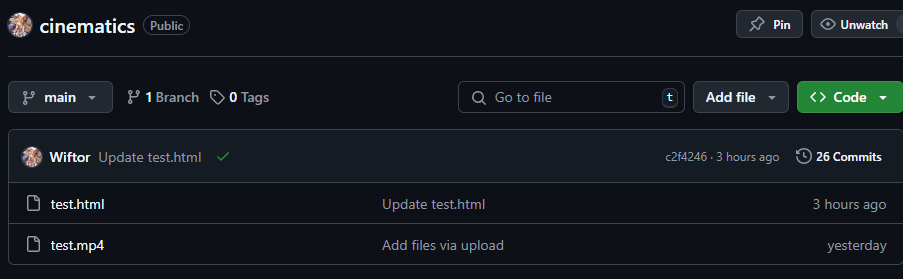 cinematics Public Pin Unwatch
main 1 Branch 0 Tags Go to file t Add file Code
Wiftor Update test.html c2f4246 · 3 hours ago 26 Commits
test.html Update test.html 3 hours ago
test.mp4 Add files via upload yesterday